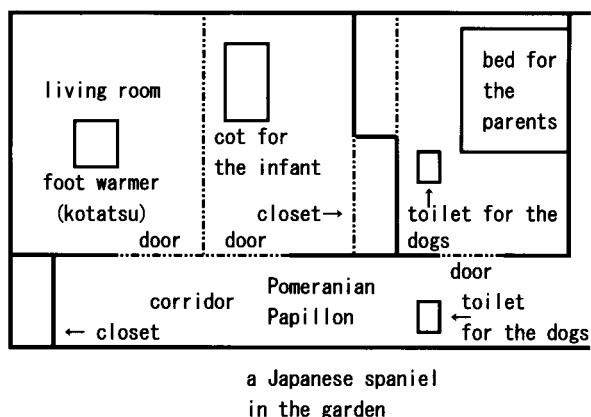 living room
foot warmer
(kotatsu)
cot for
the infant
bed for
the
parents
closet→
↑
toilet for the
dogs
door
door
door
corridor
Pomeranian
Papillon
← toilet
for the dogs
← closet
a Japanese spaniel
in the garden